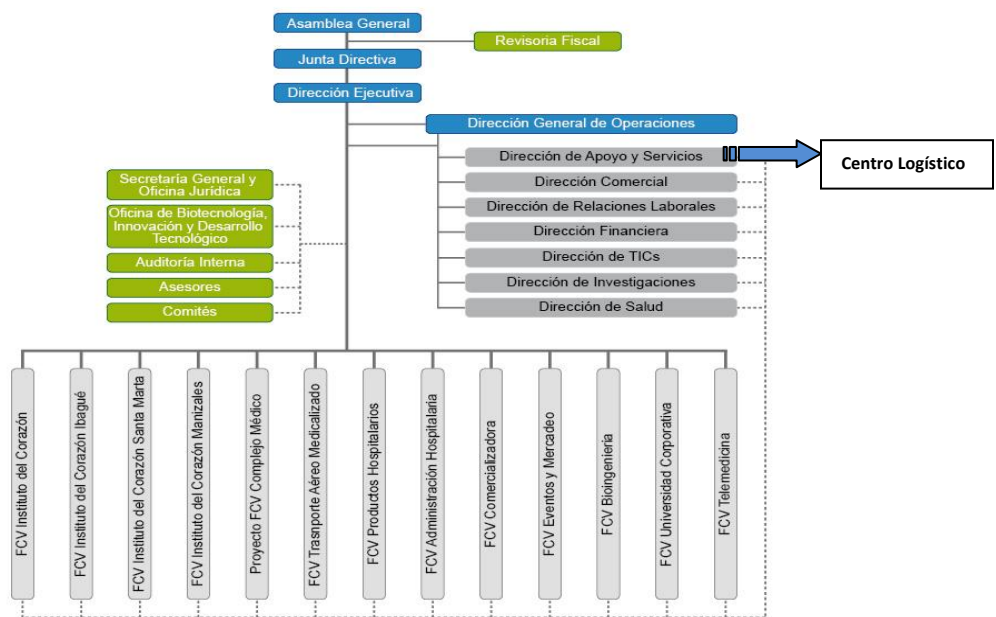 Asamblea General
Revisoria Fiscal
Junta Directiva
Dirección Ejecutiva
Dirección General de Operaciones
Dirección de Apoyo y Servicios
Centro Logístico
Dirección Comercial
Dirección de Relaciones Laborales
Dirección Financiera
Dirección de TICs
Dirección de Investigaciones
Dirección de Salud
Secretaría General y
Oficina Jurídica
Oficina de Biotecnología,
Innovación y Desarrollo
Tecnológico
Auditoría Interna
Asesores
Comités
FCV Instituto del Corazón
FCV Instituto del Corazón Ibagué
FCV Instituto del Corazón Santa Marta
FCV Instituto del Corazón Manizales
Proyecto FCV Complejo Médico
FCV Trasnporte Aéreo Medicalizado
FCV Productos Hospitalarios
FCV Administración Hospitalaria
FCV Comercializadora
FCV Eventos y Mercadeo
FCV Bioingenieria
FCV Universidad Corporativa
FCV Telemedicina